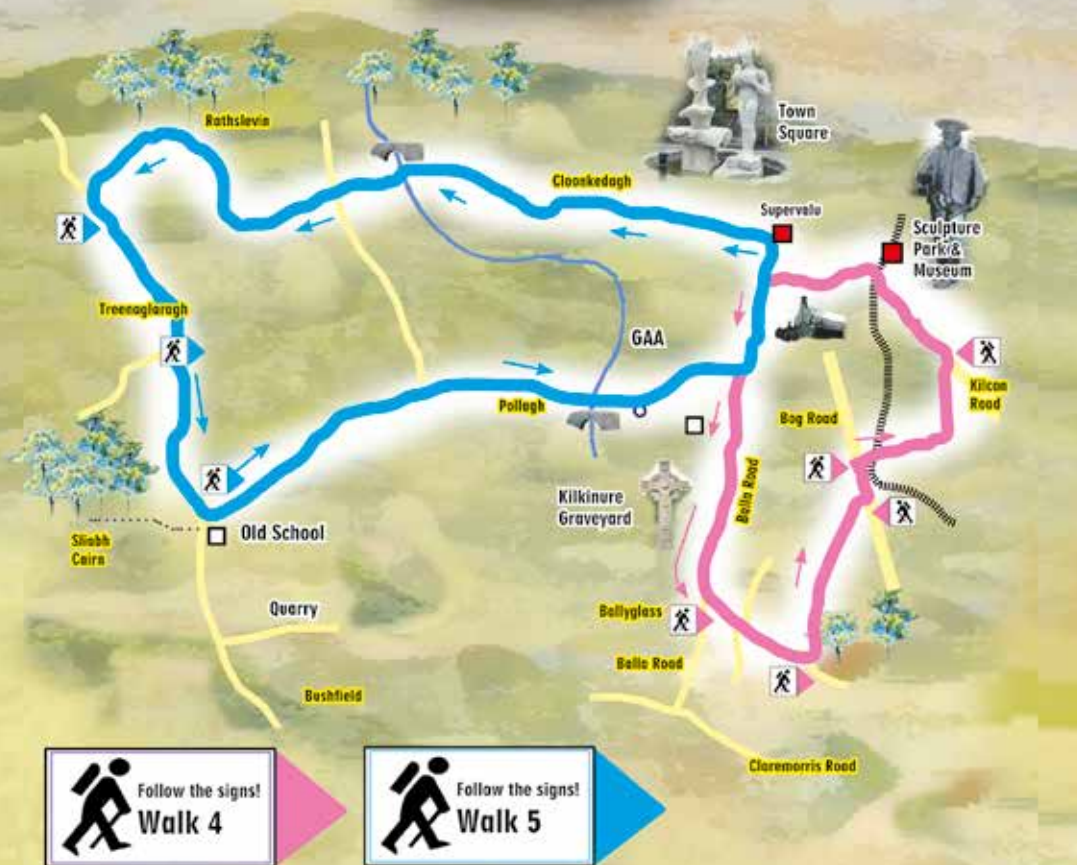 Rathslevin
Town
Square
Cloonkedagh
Supervalu
Sculpture
Park &
Museum
Treenaglaragh
GAA
Kilcon
Road
Pollagh
Bog Road
Balla Road
Kilkinure
Graveyard
Old School
Sliabh
Cairn
Quarry
Ballyglass
Balla Road
Bushfield
Claremorris Road
Follow the signs!
Walk 4
Follow the signs!
Walk 5